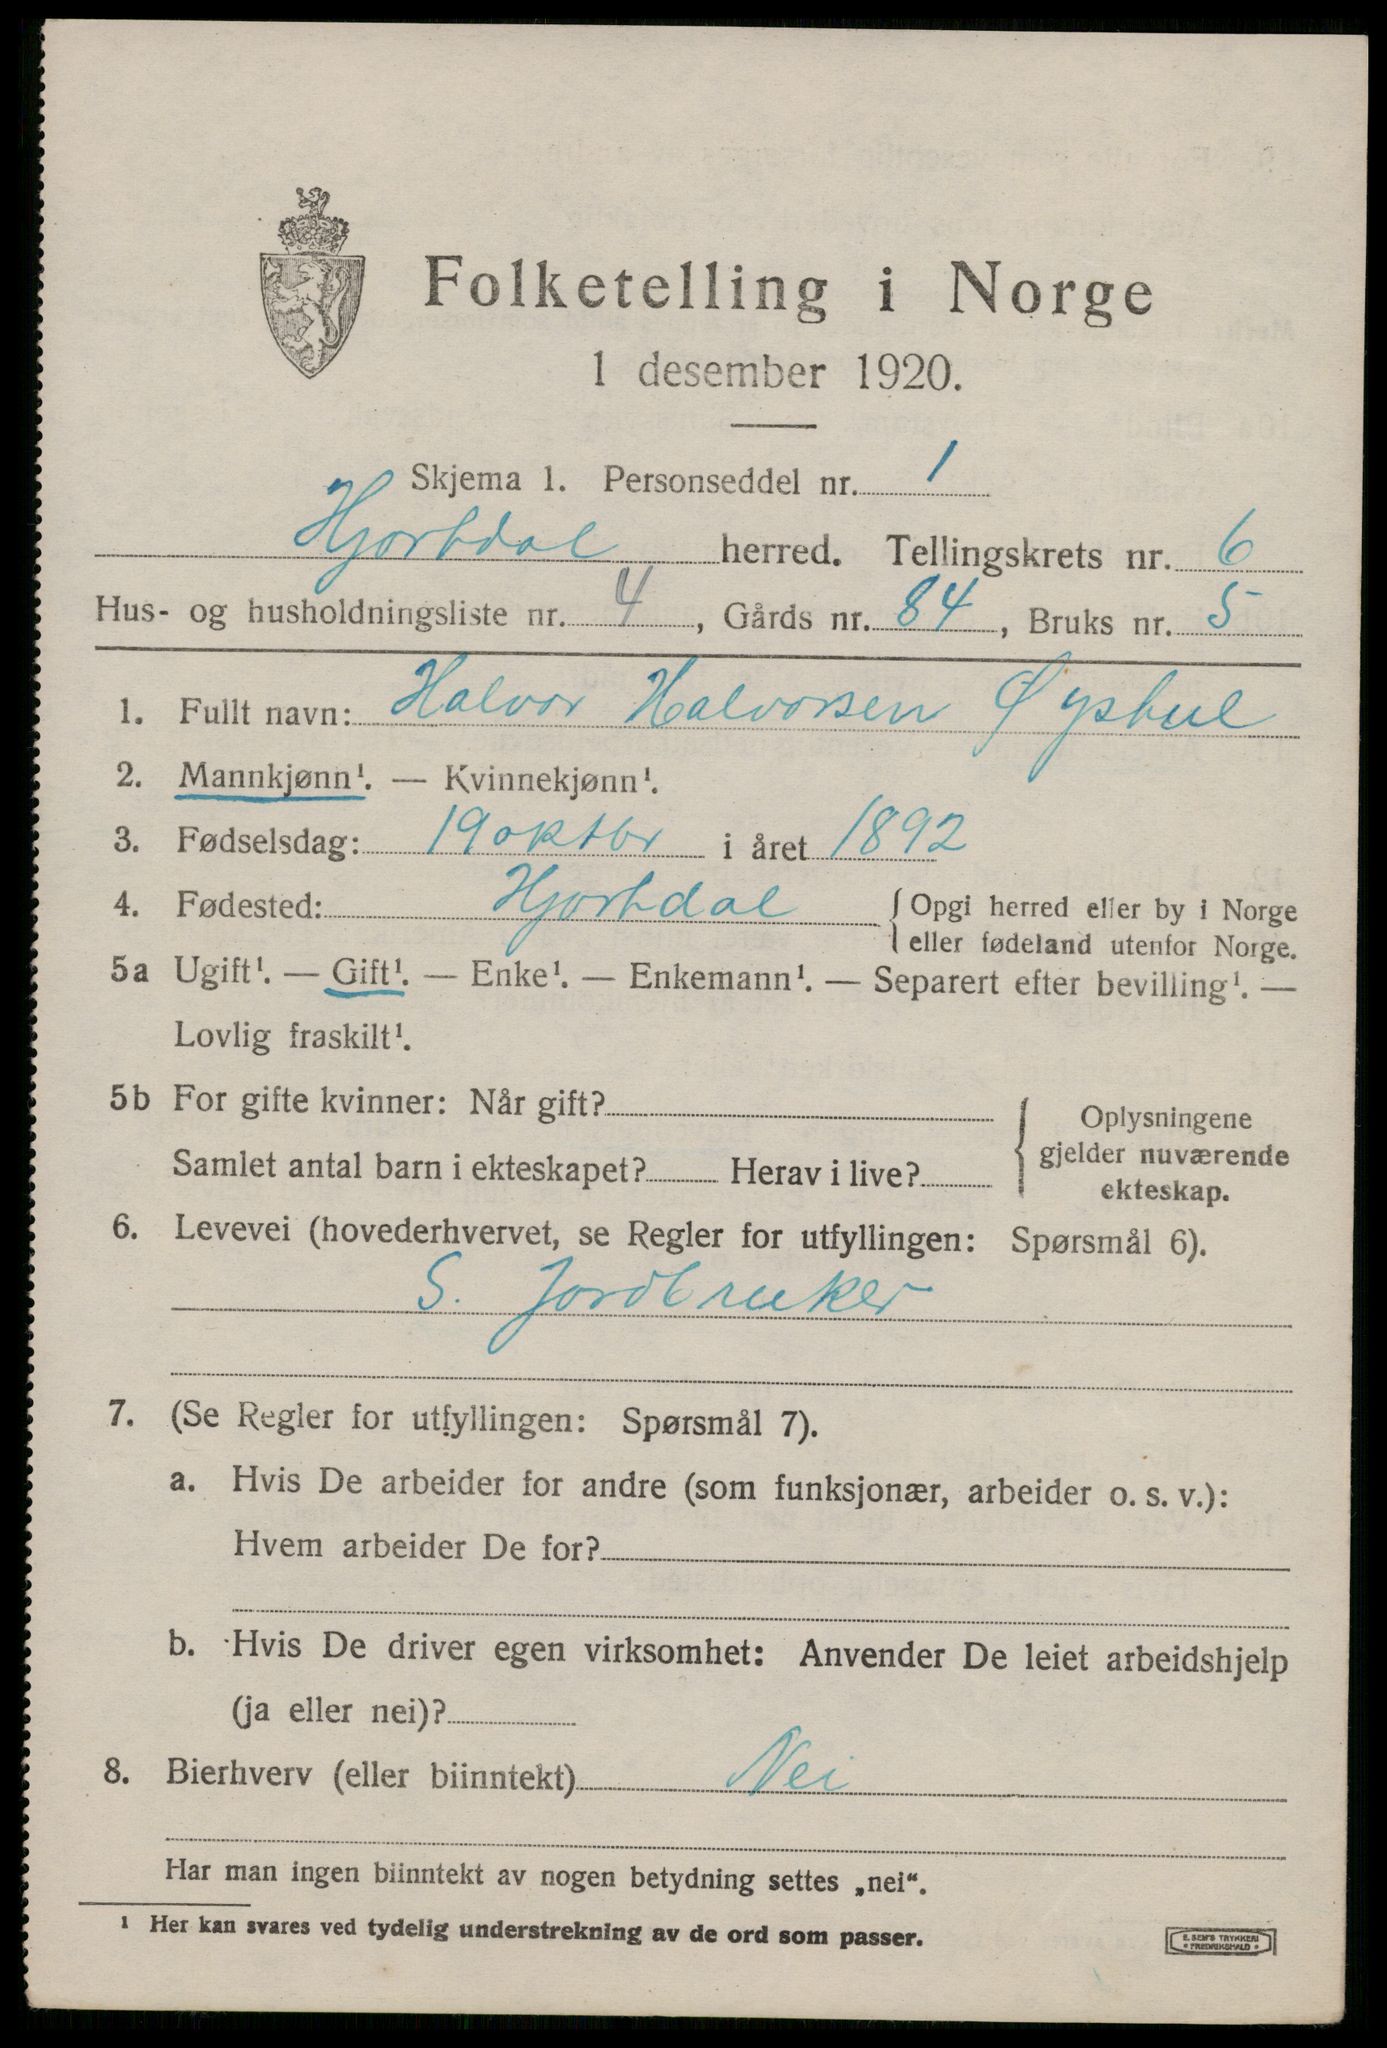 Folketelling i Norge
1 desember 1920.
Skjema 1. Personseddel nr. 1
Hjartdal herred. Tellingskrets nr. 6
Hus- og husholdningsliste nr. 4, Gårds nr. 84, Bruks nr. 5
1. Fullt navn: Halvor Halvorsen Øysteul
2. Mannkjønn¹. — Kvinnekjønn¹.
3. Fødselsdag: 19 oktbr i året 1892
4. Fødested: Hjartdal { Opgi herred eller by i Norge
eller fødeland utenfor Norge.
5a Ugift¹. — Gift¹. — Enke¹. — Enkemann¹. — Separert efter bevilling¹. —
Lovlig fraskilt¹.
5b For gifte kvinner: Når gift?
Samlet antal barn i ekteskapet? Herav i live?
{ Oplysningene
gjelder nuværende
ekteskap.
6. Levevei (hovederhvervet, se Regler for utfyllingen: Spørsmål 6).
S. Jordbruker
7. (Se Regler for utfyllingen: Spørsmål 7).
a. Hvis De arbeider for andre (som funksjonær, arbeider o. s. v.):
Hvem arbeider De for?
b. Hvis De driver egen virksomhet: Anvender De leiet arbeidshjelp
(ja eller nei)?
8. Bierhverv (eller biinntekt) Nei
Har man ingen biinntekt av nogen betydning settes „nei“.
¹ Her kan svares ved tydelig understrekning av de ord som passer.
E. SEM'S TRYKKERI
• FREDRIKSHALD •